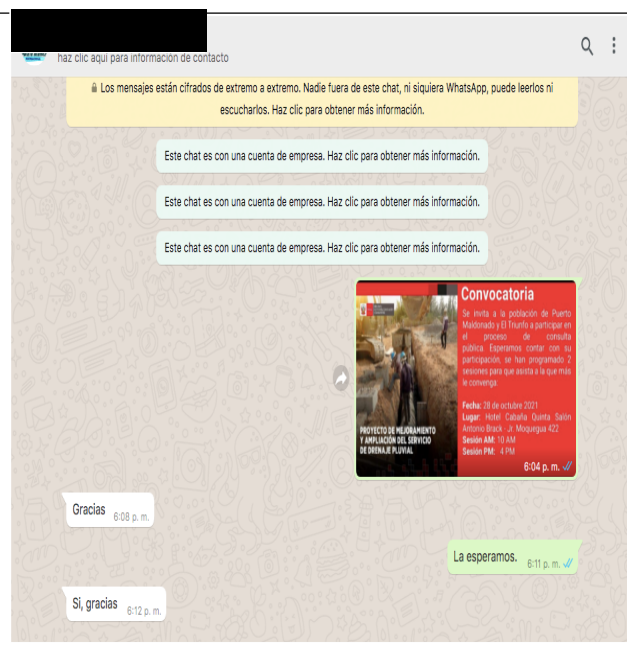 haz clic aquí para información de contacto
Los mensajes están cifrados de extremo a extremo. Nadie fuera de este chat, ni siquiera WhatsApp, puede leerlos ni
escucharlos. Haz clic para obtener más información.
Este chat es con una cuenta de empresa. Haz clic para obtener más información.
Este chat es con una cuenta de empresa. Haz clic para obtener más información.
Este chat es con una cuenta de empresa. Haz clic para obtener más información.
Convocatoria
Se invita a la población de Puerto
Maldonado y El Triunfo a participar en
el proceso de consulta
pública. Esperamos contar con su
participación, se han programado 2
sesiones para que asista a la que más
le convenga:
Fecha: 28 de octubre 2021
Lugar: Hotel Cabaña Quinta Salón
Antonio Brack - Jr. Moquegua 422
Sesión AM: 10 AM
Sesión PM: 4 PM
PROYECTO DE MEJORAMIENTO
Y AMPLIACIÓN DEL SERVICIO
DE DRENAJE PLUVIAL
6:04 p. m.
Gracias 6:08 p. m.
La esperamos. 6:11 p. m.
Si, gracias 6:12 p. m.